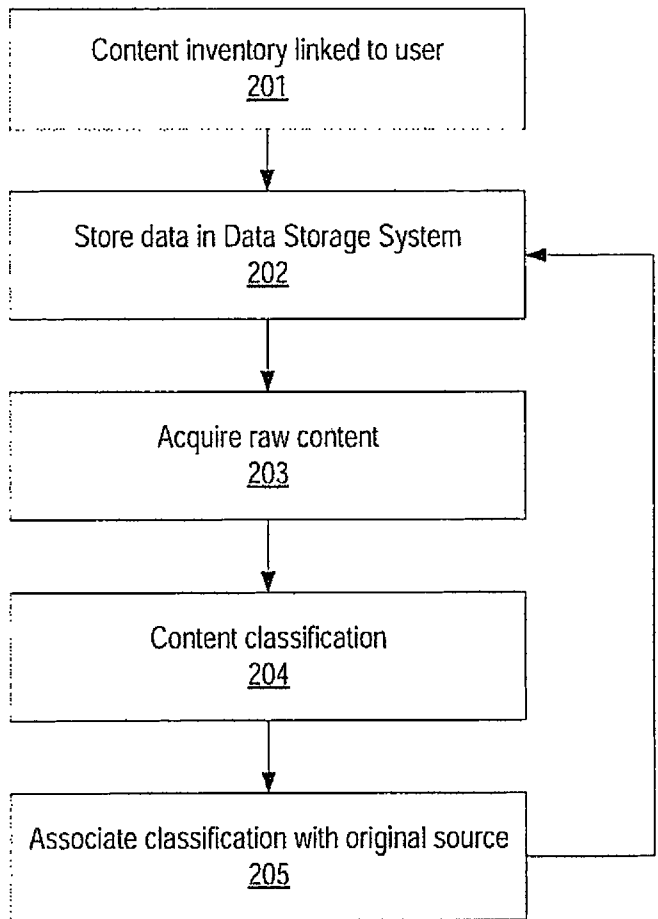 Content inventory linked to user
201
Store data in Data Storage System
202
Acquire raw content
203
Content classification
204
Associate classification with original source
205